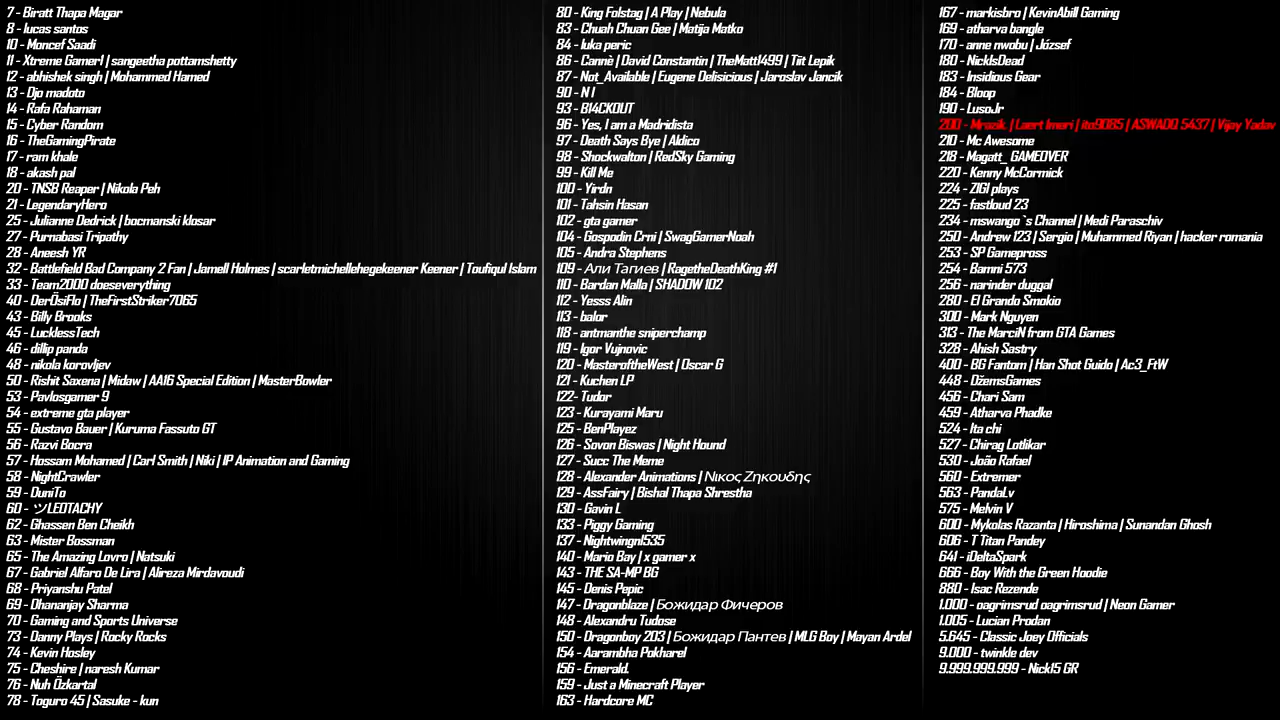 7 - Biratt Thapa Magar
8 - lucas santos
10 - Moncef Saadi
11 - Xtreme Gamer1 | sangeetha pottamshetty
12 - abhishek singh | Mohammed Hamed
13 - Djo madoto
14 - Rafa Rahaman
15 - Cyber Random
16 - TheGamingPirate
17 - ram khale
18 - akash pal
20 - TNSB Reaper | Nikola Peh
21 - LegendaryHero
25 - Julianne Dedrick | bocmanski klosar
27 - Purnabasi Tripathy
28 - Aneesh YR
32 - Battlefield Bad Company 2 Fan | Jamell Holmes | scarletmichellehegekeener Keener | Toufiqul Islam
33 - Team2000 doeseverything
40 - DerÖsiFlo | TheFirstStriker7065
43 - Billy Brooks
45 - LucklessTech
46 - dillip panda
48 - nikola korovljev
50 - Rishit Saxena | Midaw | AA16 Special Edition | MasterBowler
53 - Pavlosgamer 9
54 - extreme gta player
55 - Gustavo Bauer | Kuruma Fassuto GT
56 - Razvi Bocra
57 - Hossam Mohamed | Carl Smith | Niki | IP Animation and Gaming
58 - NightCrawler
59 - DuniTo
60 - ツLEOTACHY
62 - Ghassen Ben Cheikh
63 - Mister Bossman
65 - The Amazing Lovro | Natsuki
67 - Gabriel Alfaro De Lira | Alireza Mirdavoudi
68 - Priyanshu Patel
69 - Dhananjay Sharma
70 - Gaming and Sports Universe
73 - Danny Plays | Rocky Rocks
74 - Kevin Hosley
75 - Cheshire | naresh Kumar
76 - Nuh Özkartal
78 - Toguro 45 | Sasuke - kun
80 - King Folstag | A Play | Nebula
83 - Chuah Chuan Gee | Matija Matko
84 - luka peric
86 - Cannè | David Constantin | TheMatt1499 | Tiit Lepik
87 - Not_Available | Eugene Delisicious | Jaroslav Jancik
90 - N I
93 - B14CKOUT
96 - Yes, I am a Madridista
97 - Death Says Bye | Aldico
98 - Shockwalton | RedSky Gaming
99 - Kill Me
100 - Yirdn
101 - Tahsin Hasan
102 - gta gamer
104 - Gospodin Crni | SwagGamerNoah
105 - Andra Stephens
109 - Али Тагиев | RagetheDeathKing #1
110 - Bardan Malla | SHADOW 102
112 - Yesss Alin
113 - balor
118 - antmanthe sniperchamp
119 - Igor Vujnovic
120 - MasteroftheWest | Oscar G
121 - Kuchen LP
122- Tudor
123 - Kurayami Maru
125 - BenPlayez
126 - Sovon Biswas | Night Hound
127 - Succ The Meme
128 - Alexander Animations | Νικος Ζηκουδης
129 - AssFairy | Bishal Thapa Shrestha
130 - Gavin L
133 - Piggy Gaming
137 - Nightwingn1535
140 - Mario Bay | x gamer x
143 - THE SA-MP BG
145 - Denis Pepic
147 - Dragonblaze | Божидар Фичеров
148 - Alexandru Tudose
150 - Dragonboy 203 | Божидар Пантев | MLG Boy | Mayan Ardel
154 - Aarambha Pokharel
156 - Emerald.
159 - Just a Minecraft Player
163 - Hardcore MC
167 - markisbro | KevinAbill Gaming
169 - atharva bangle
170 - anne nwobu | József
180 - NickIsDead
183 - Insidious Gear
184 - Bloop
190 - LusoJr
200 - Mrasik. | Laert Imeri | ito9085 | ASWADQ 5437 | Vijay Yadav
210 - Mc Awesome
218 - Magatt_ GAMEOVER
220 - Kenny McCormick
224 - ZIGI plays
225 - fastloud 23
234 - mswango`s Channel | Medi Paraschiv
250 - Andrew 123 | Sergio | Muhammed Riyan | hacker romania
253 - SP Gamepross
254 - Bamni 573
256 - narinder duggal
280 - El Grando Smokio
300 - Mark Nguyen
313 - The MarciN from GTA Games
328 - Ahish Sastry
400 - BG Fantom | Han Shot Guido | Ac3_FtW
448 - DžemsGames
456 - Chari Sam
459 - Atharva Phadke
524 - Ita chi
527 - Chirag Lotlikar
530 - João Rafael
560 - Extremer
563 - PandaLv
575 - Melvin V
600 - Mykolas Razanta | Hiroshima | Sunandan Ghosh
606 - T Titan Pandey
641 - iDeltaSpark
666 - Boy With the Green Hoodie
880 - Isac Rezende
1.000 - oagrimsrud oagrimsrud | Neon Gamer
1.005 - Lucian Prodan
5.645 - Classic Joey Officials
9.000 - twinkle dev
9.999.999.999 - Nick15 GR